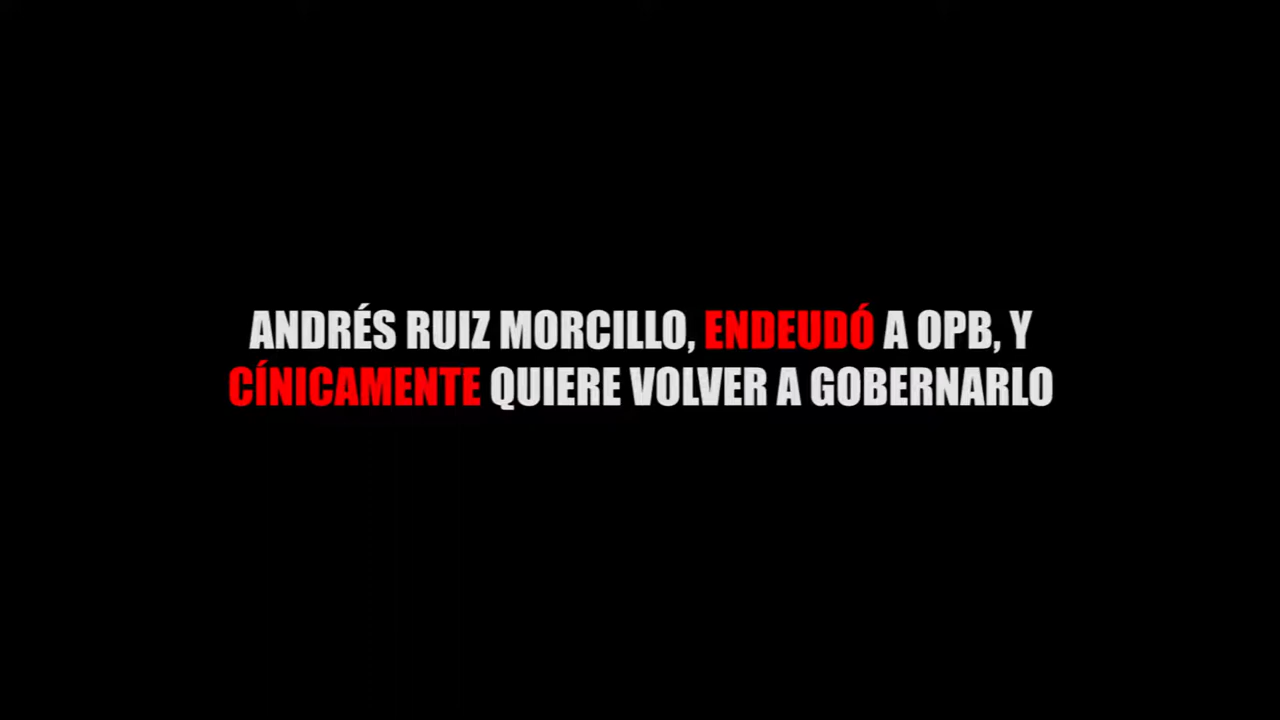 ANDRÉS RUIZ MORCILLO, ENDEUDÓ A OPB, Y
CÍNICAMENTE QUIERE VOLVER A GOBERNARLO